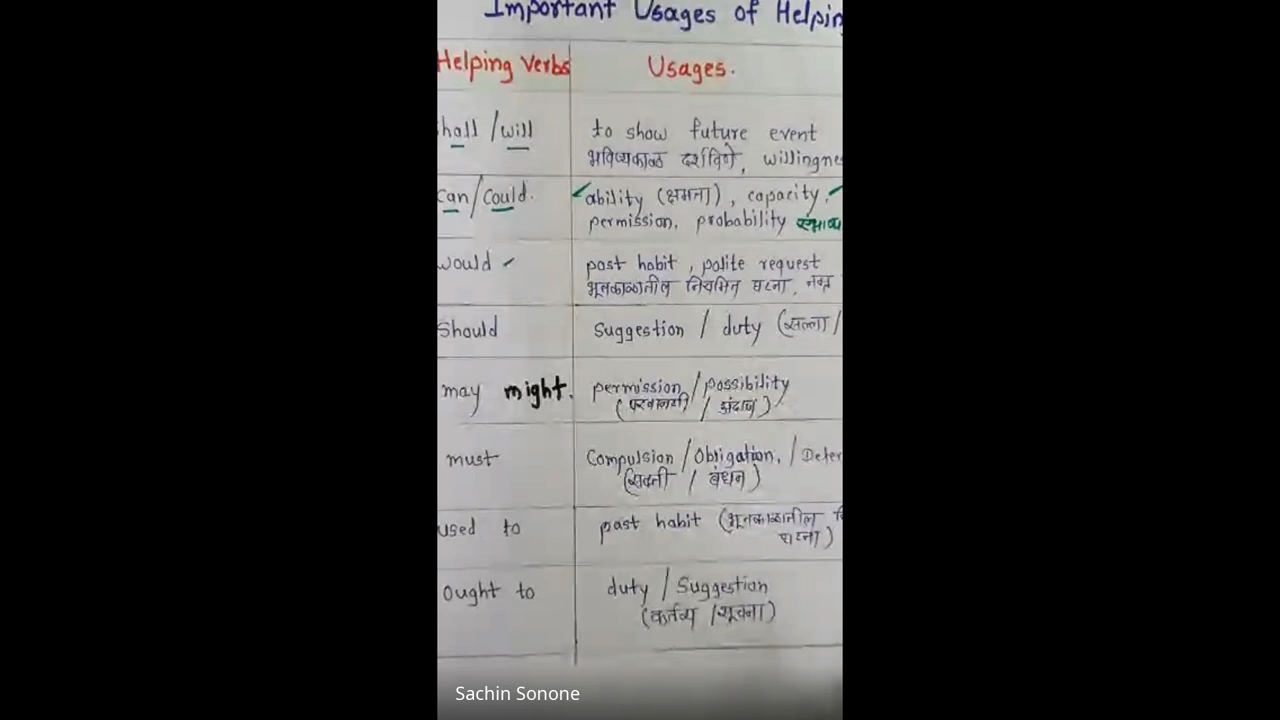 Important Usages of Helpin
Helping Verbs Usages.
hall / will to show future event
भविष्यकाळ दर्शविणे, willingne
can/could. ability (क्षमता), capacity,
permission, probability संभाव्य
would past habit, polite request
भूतकाळातील नियमित घटना, नम्र
Should Suggestion / duty (सल्ला /
may might. permission / possibility
(परवानगी / अंदाज)
must Compulsion / Obligation, / Deter
(सक्ती / बंधन)
used to past habit (भूतकाळातील
घटना)
ought to duty / Suggestion
(कर्तव्य / सूचना)
Sachin Sonone